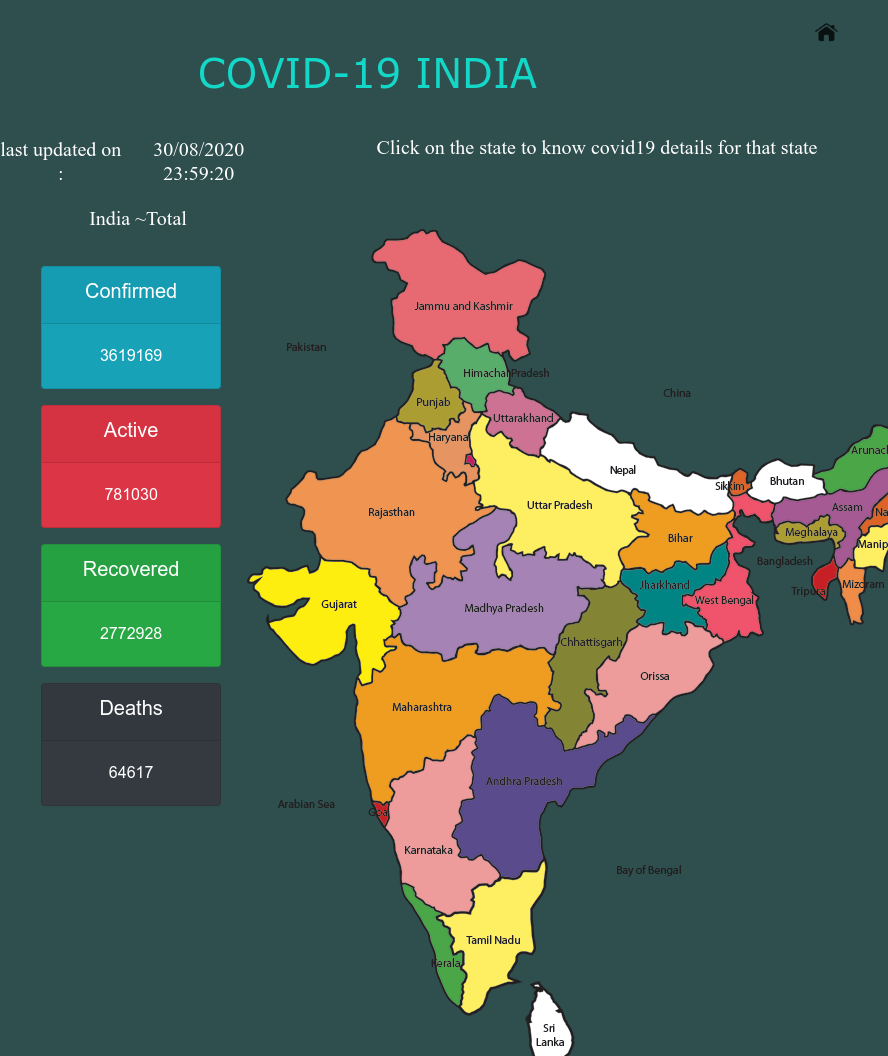 COVID-19 INDIA
last updated on : 30/08/2020 23:59:20
Click on the state to know covid19 details for that state
India ~Total
Confirmed
3619169
Active
781030
Recovered
2772928
Deaths
64617
Jammu and Kashmir
Pakistan
Himachal Pradesh
China
Punjab
Uttarakhand
Haryana
Arunach
Nepal
Sikkim
Bhutan
Rajasthan
Uttar Pradesh
Assam
Na
Meghalaya
Bihar
Manip
Bangladesh
Jharkhand
Mizoram
Tripura
West Bengal
Gujarat
Madhya Pradesh
Chhattisgarh
Orissa
Maharashtra
Andhra Pradesh
Arabian Sea
Goa
Karnataka
Bay of Bengal
Tamil Nadu
Kerala
Sri
Lanka